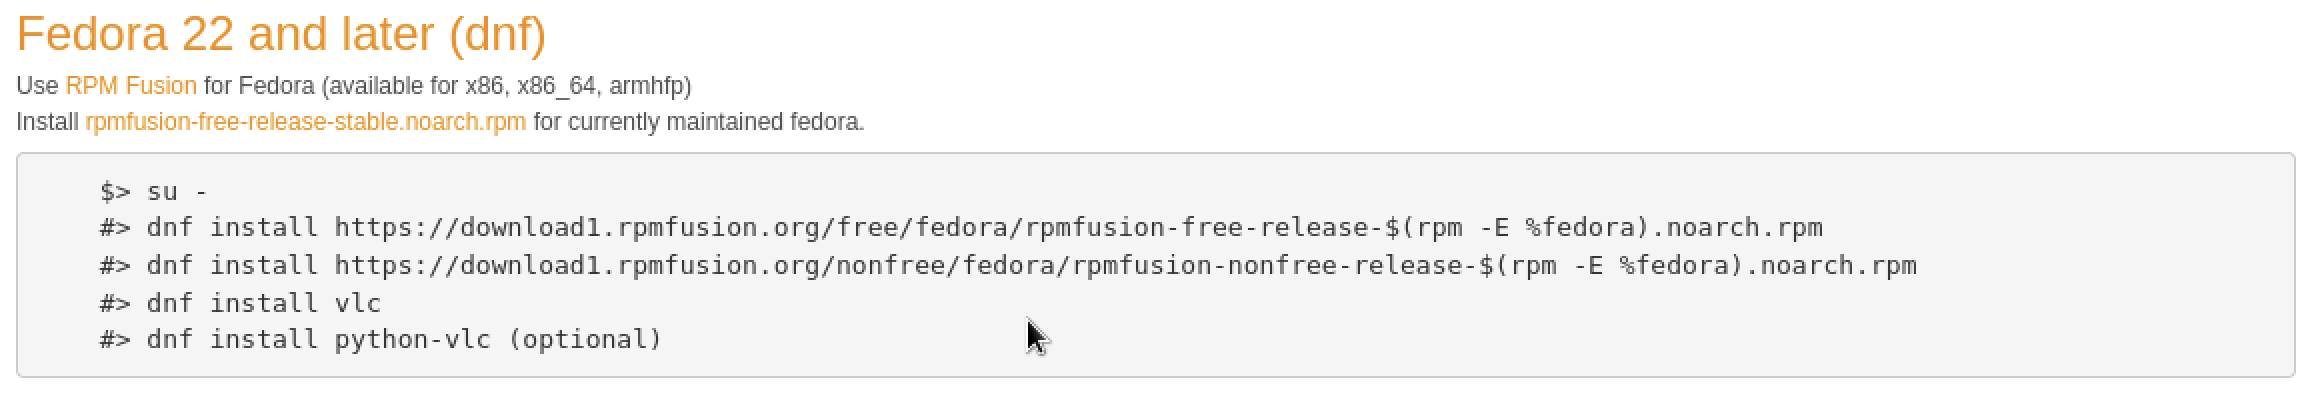 Fedora 22 and later (dnf)
Use RPM Fusion for Fedora (available for x86, x86_64, armhfp)
Install rpmfusion-free-release-stable.noarch.rpm for currently maintained fedora.
$> su -
#> dnf install https://download1.rpmfusion.org/free/fedora/rpmfusion-free-release-$(rpm -E %fedora).noarch.rpm
#> dnf install https://download1.rpmfusion.org/nonfree/fedora/rpmfusion-nonfree-release-$(rpm -E %fedora).noarch.rpm
#> dnf install vlc
#> dnf install python-vlc (optional)